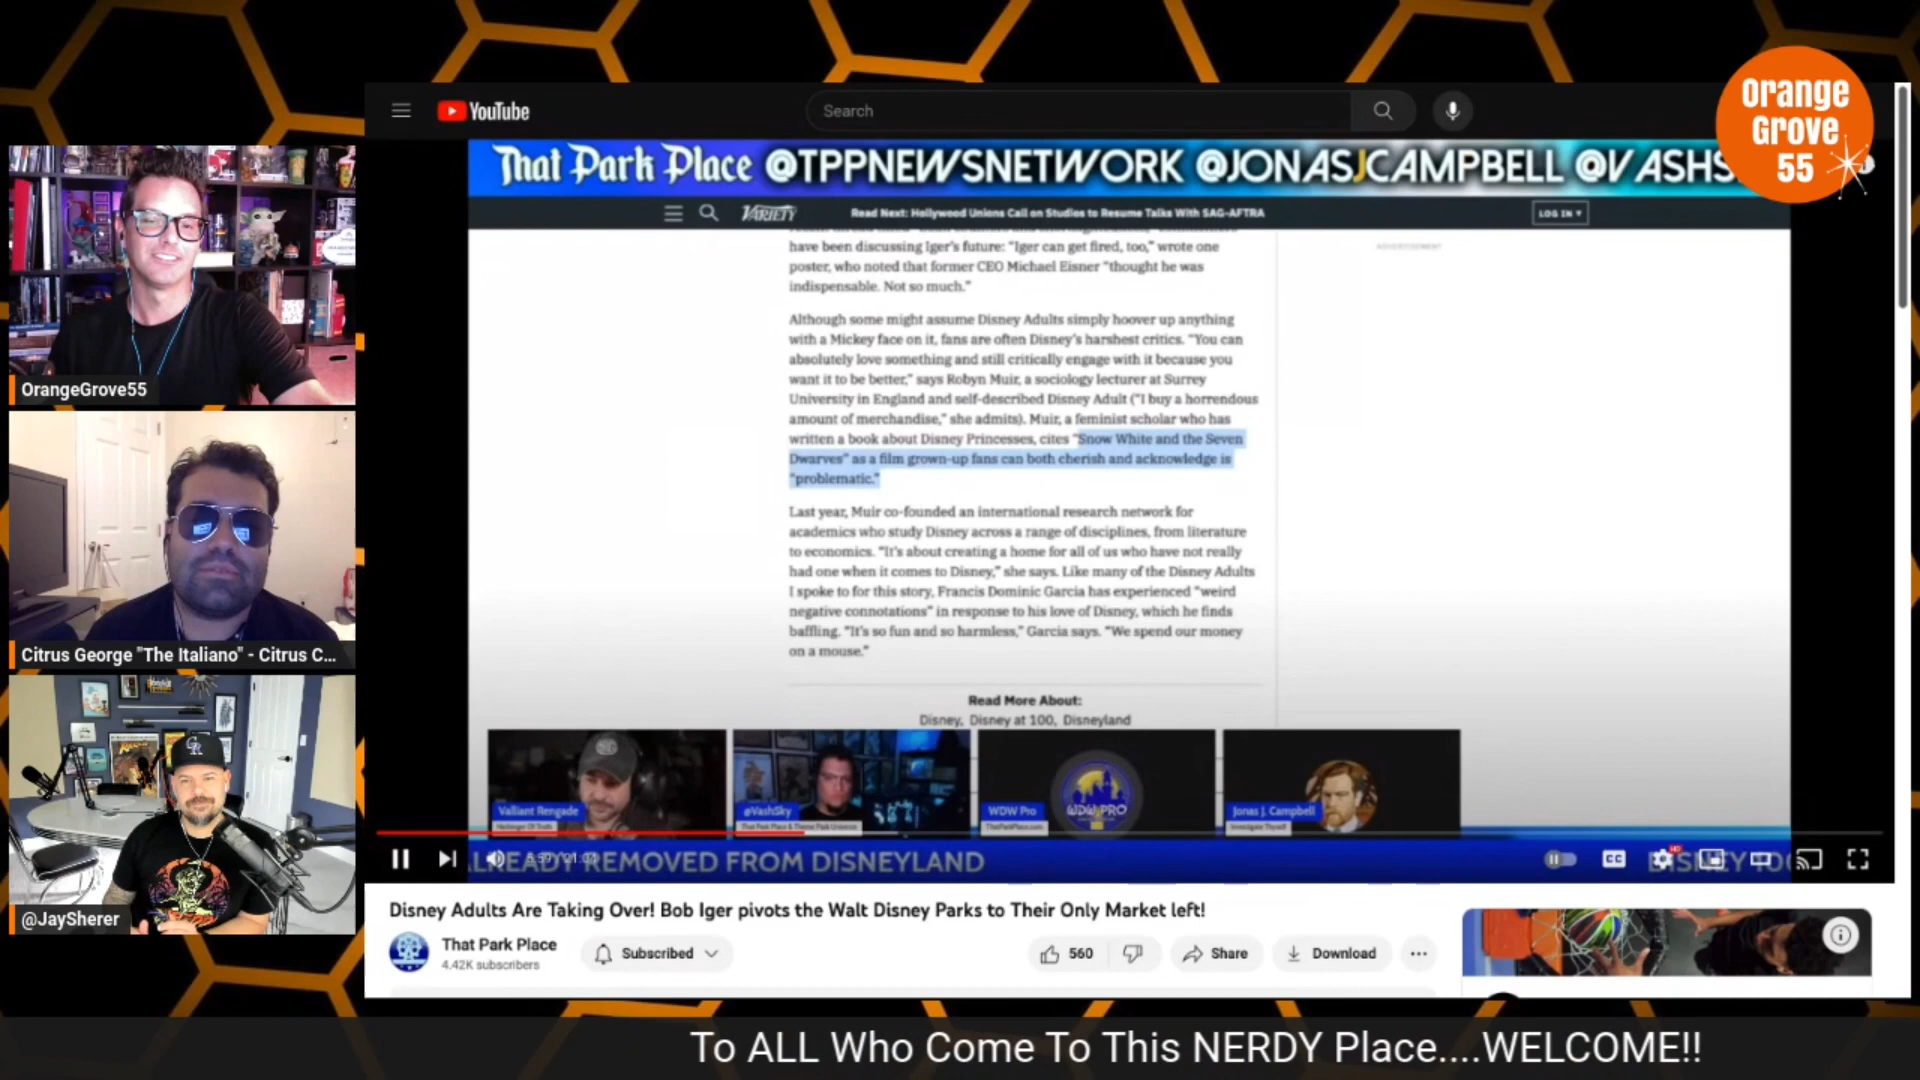 Orange
Grove
55
YouTube
Search
That Park Place @TPPNEWSNETWORK @JONASJCAMPBELL @VASHS
VARIETY
Read Next: Hollywood Unions Call on Studios to Resume Talks With SAG-AFTRA
LOG IN
ADVERTISEMENT
have been discussing Iger's future: "Iger can get fired, too," wrote one
poster, who noted that former CEO Michael Eisner "thought he was
indispensable. Not so much."
Although some might assume Disney Adults simply hoover up anything
with a Mickey face on it, fans are often Disney's harshest critics. "You can
absolutely love something and still critically engage with it because you
want it to be better," says Robyn Muir, a sociology lecturer at Surrey
University in England and self-described Disney Adult ("I buy a horrendous
amount of merchandise," she admits). Muir, a feminist scholar who has
written a book about Disney Princesses, cites "Snow White and the Seven
Dwarves" as a film grown-up fans can both cherish and acknowledge is
"problematic."
Last year, Muir co-founded an international research network for
academics who study Disney across a range of disciplines, from literature
to economics. "It's about creating a home for all of us who have not really
had one when it comes to Disney," she says. Like many of the Disney Adults
I spoke to for this story, Francis Dominic Garcia has experienced "weird
negative connotations" in response to his love of Disney, which he finds
baffling. "It's so fun and so harmless," Garcia says. "We spend our money
on a mouse."
Read More About:
Disney, Disney at 100, Disneyland
Valliant Rengade
@VashSky
WDW Pro
WDW PRO
Jonas J. Campbell
ALREADY REMOVED FROM DISNEYLAND
DISNEY 100
CC
HD
Disney Adults Are Taking Over! Bob Iger pivots the Walt Disney Parks to Their Only Market left!
That Park Place
4.42K subscribers
Subscribed
560
Share
Download
OrangeGrove55
Citrus George "The Italiano" - Citrus C...
@JaySherer
To ALL Who Come To This NERDY Place....WELCOME!!